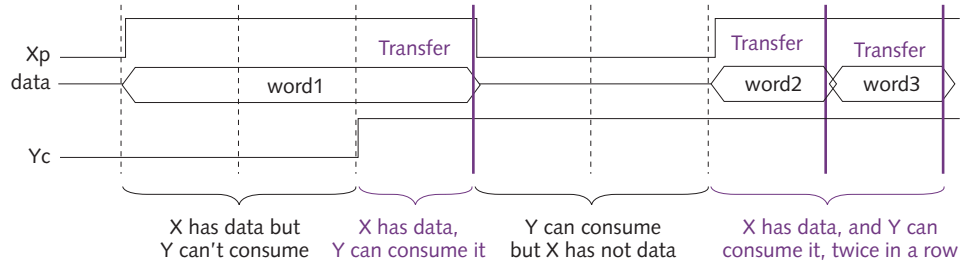 Xp
Transfer
Transfer
Transfer
data
word1
word2
word3
Yc
X has data but
Y can't consume
X has data,
Y can consume it
Y can consume
but X has not data
X has data, and Y can
consume it, twice in a row